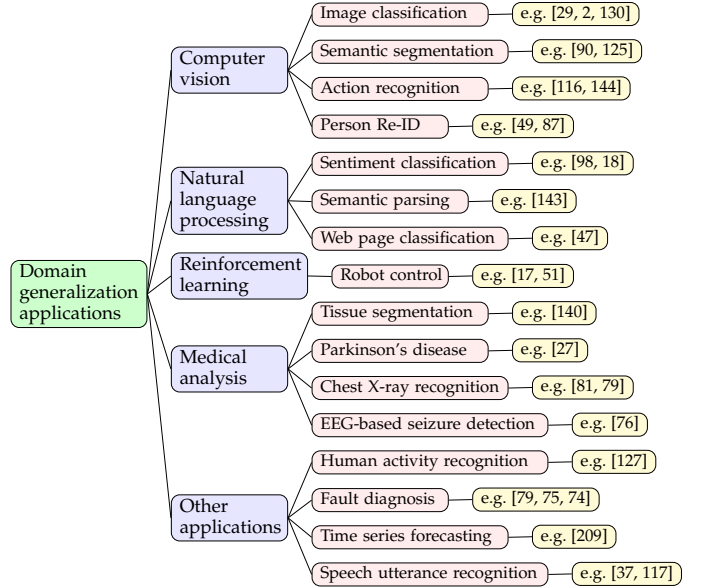 Domain
generalization
applications
Computer
vision
Image classification
e.g. [29, 2, 130]
Semantic segmentation
e.g. [90, 125]
Action recognition
e.g. [116, 144]
Person Re-ID
e.g. [49, 87]
Natural
language
processing
Sentiment classification
e.g. [98, 18]
Semantic parsing
e.g. [143]
Web page classification
e.g. [47]
Reinforcement
learning
Robot control
e.g. [17, 51]
Medical
analysis
Tissue segmentation
e.g. [140]
Parkinson's disease
e.g. [27]
Chest X-ray recognition
e.g. [81, 79]
EEG-based seizure detection
e.g. [76]
Other
applications
Human activity recognition
e.g. [127]
Fault diagnosis
e.g. [79, 75, 74]
Time series forecasting
e.g. [209]
Speech utterance recognition
e.g. [37, 117]